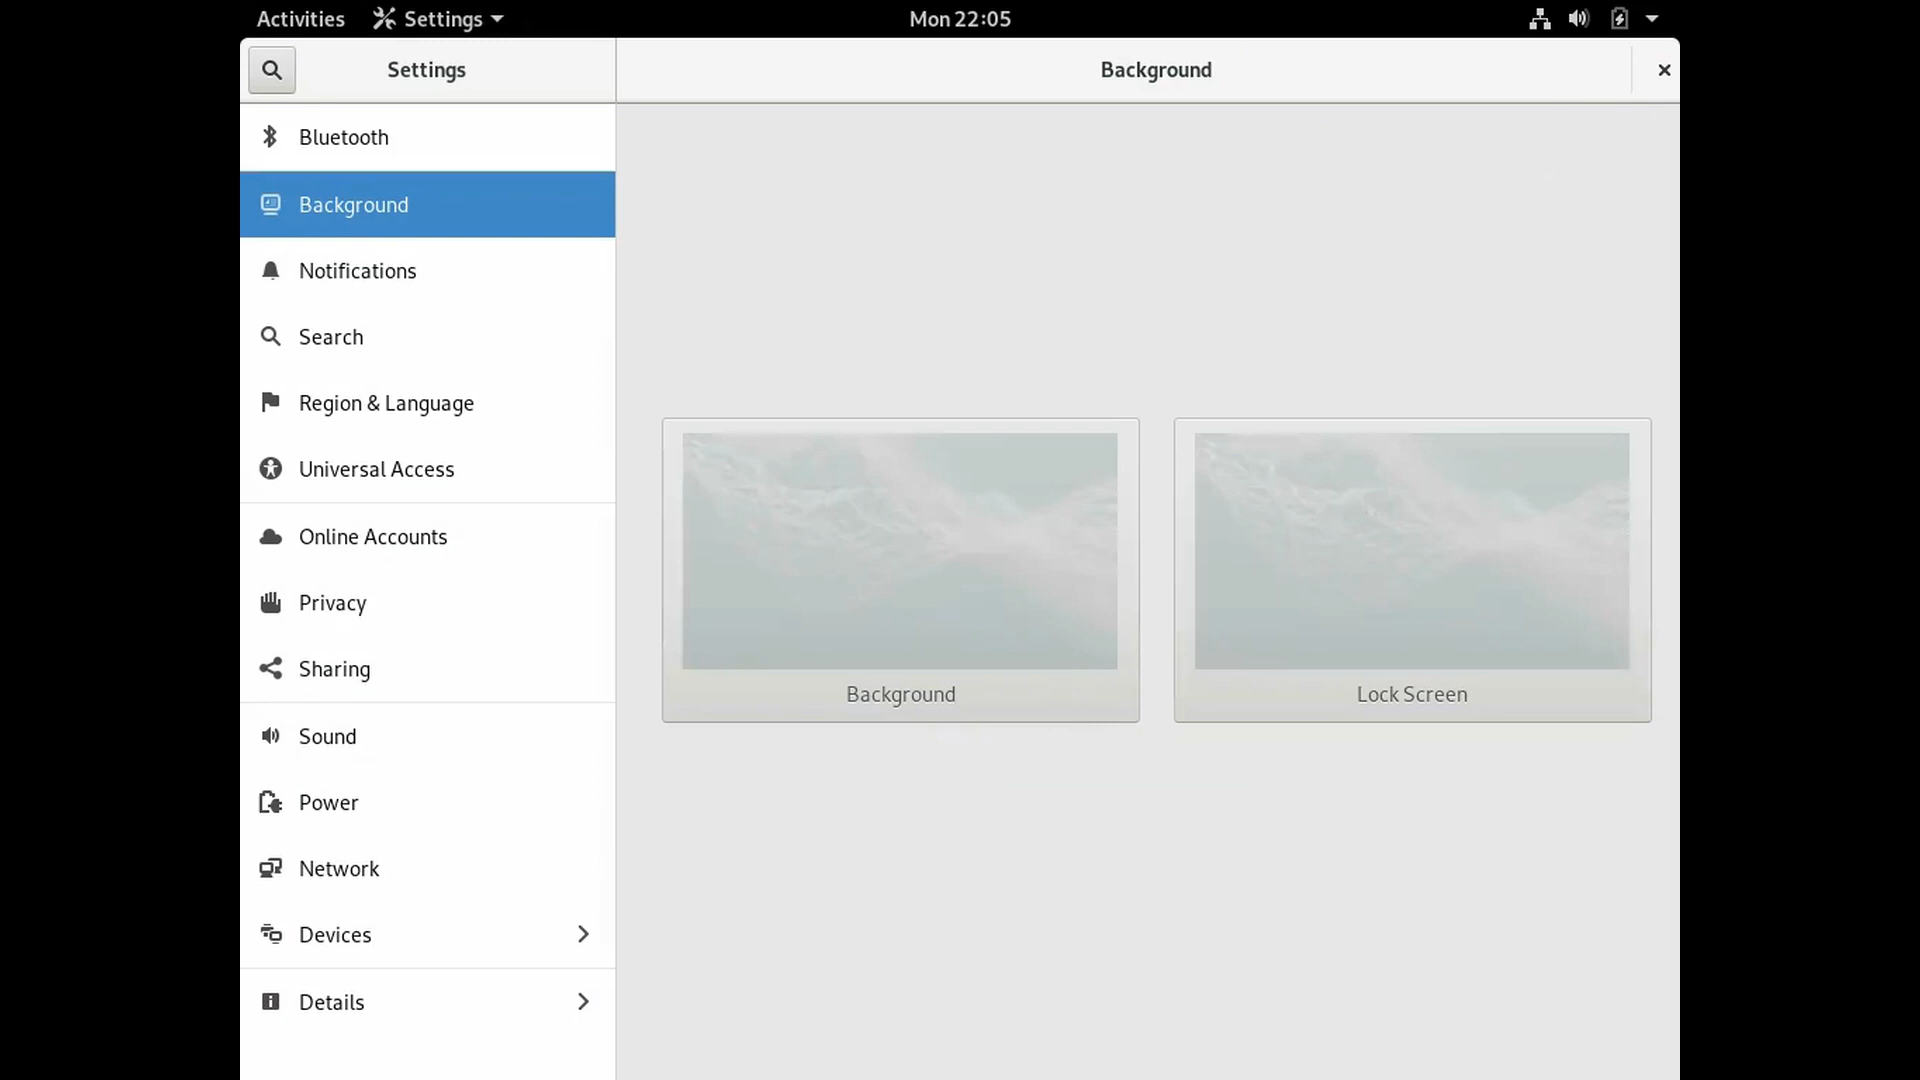 Activities Settings Mon 22:05
Settings Background
Bluetooth
Background
Notifications
Search
Region & Language
Universal Access
Online Accounts
Privacy
Sharing
Sound
Power
Network
Devices
Details
Background
Lock Screen